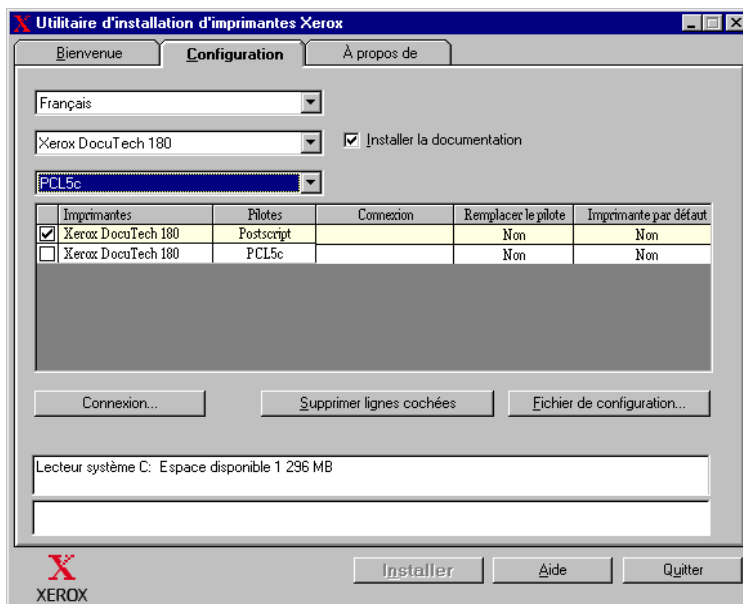 Utilitaire d'installation d'imprimantes Xerox
Bienvenue Configuration À propos de
Français
Xerox DocuTech 180 Installer la documentation
PCL5c
Imprimantes Pilotes Connexion Remplacer le pilote Imprimante par défaut
Xerox DocuTech 180 Postscript Non Non
Xerox DocuTech 180 PCL5c Non Non
Connexion... Supprimer lignes cochées Fichier de configuration...
Lecteur système C: Espace disponible 1 296 MB
XEROX Installer Aide Quitter